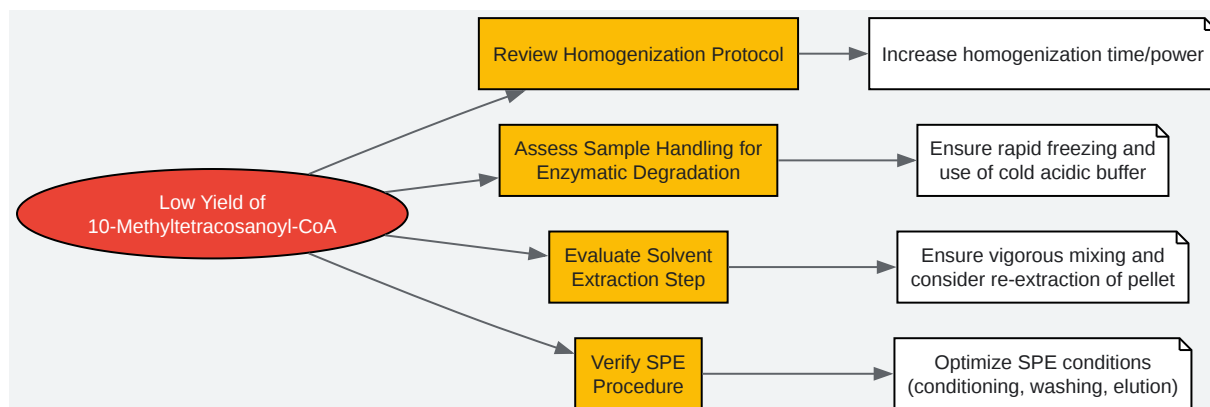 Low Yield of
10-Methyltetracosanoyl-CoA
Review Homogenization Protocol
Increase homogenization time/power
Assess Sample Handling for
Enzymatic Degradation
Ensure rapid freezing and
use of cold acidic buffer
Evaluate Solvent
Extraction Step
Ensure vigorous mixing and
consider re-extraction of pellet
Verify SPE
Procedure
Optimize SPE conditions
(conditioning, washing, elution)